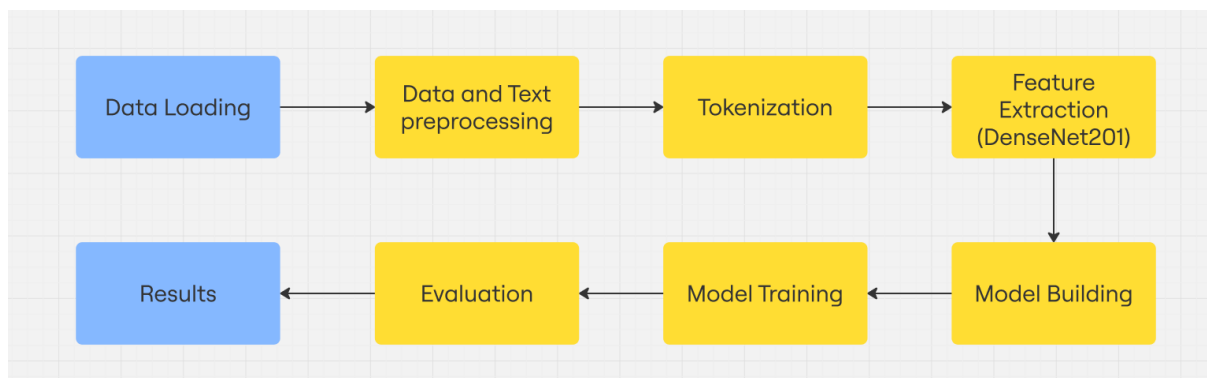 Data Loading
Data and Text
preprocessing
Tokenization
Feature
Extraction
(DenseNet201)
Model Building
Model Training
Evaluation
Results